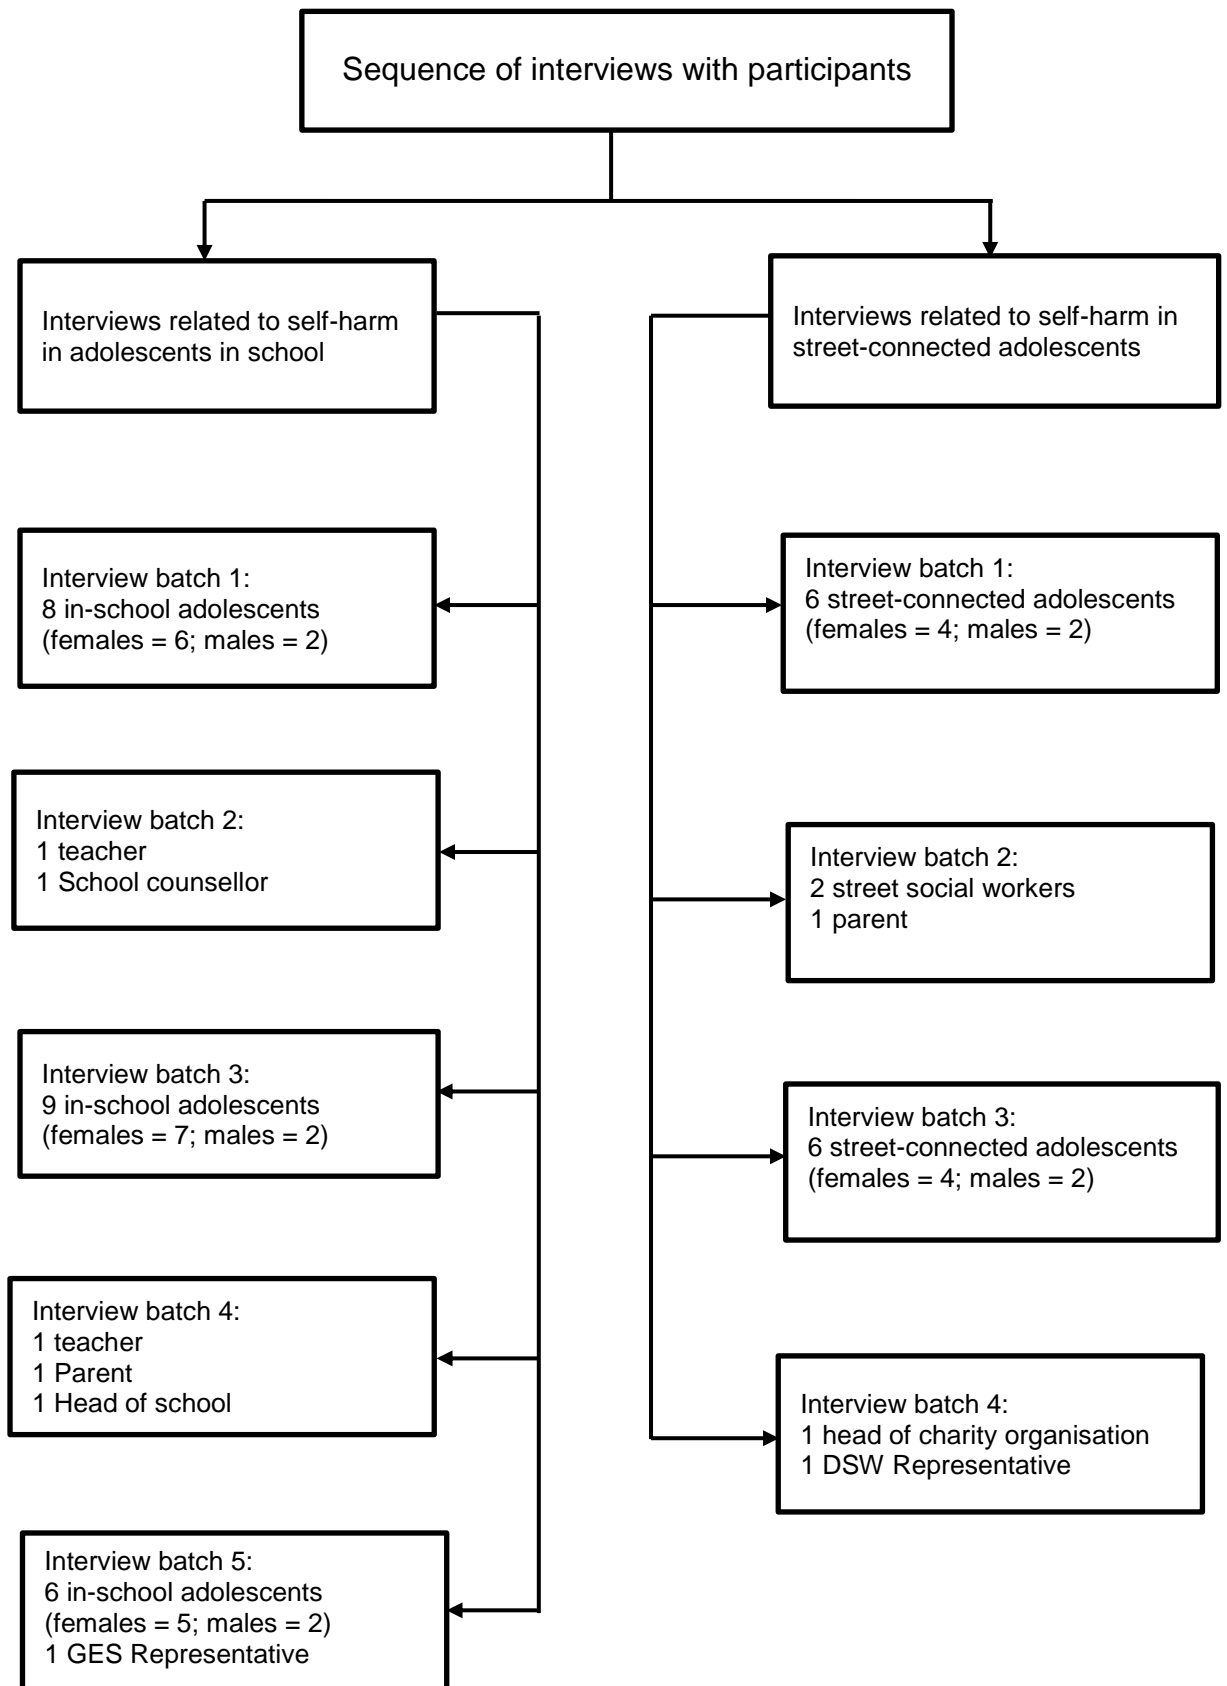 Sequence of interviews with participants
Interviews related to self-harm
in adolescents in school
Interview batch 1:
8 in-school adolescents
(females = 6; males = 2)
Interview batch 2:
1 teacher
1 School counsellor
Interview batch 3:
9 in-school adolescents
(females = 7; males = 2)
Interview batch 4:
1 teacher
1 Parent
1 Head of school
Interview batch 5:
6 in-school adolescents
(females = 5; males = 2)
1 GES Representative
Interviews related to self-harm in
street-connected adolescents
Interview batch 1:
6 street-connected adolescents
(females = 4; males = 2)
Interview batch 2:
2 street social workers
1 parent
Interview batch 3:
6 street-connected adolescents
(females = 4; males = 2)
Interview batch 4:
1 head of charity organisation
1 DSW Representative